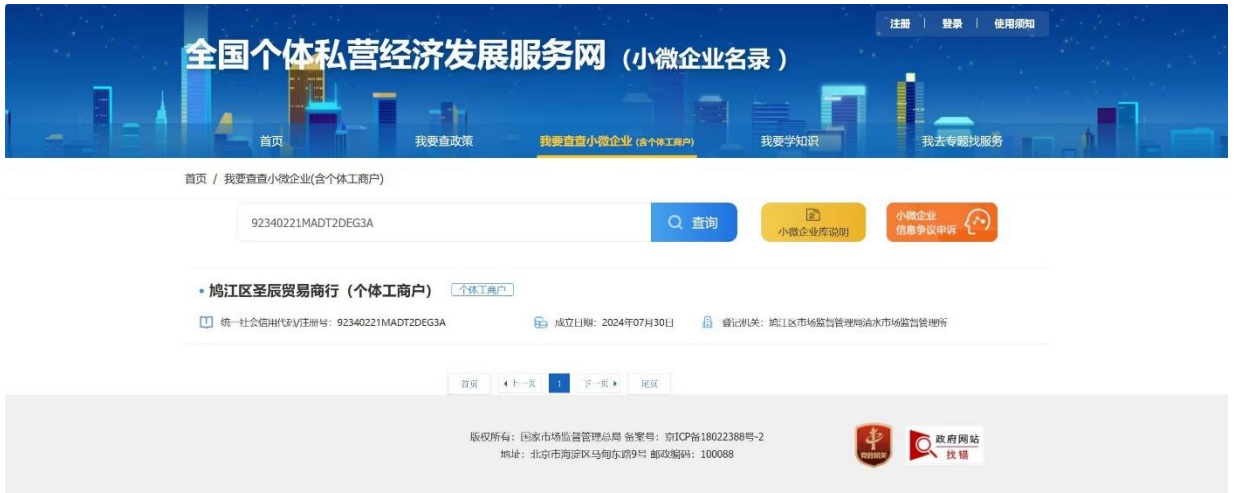 注册 | 登录 | 使用须知
全国个体私营经济发展服务网（小微企业名录）
首页 我要查政策 我要查查小微企业(含个体工商户) 我要学知识 我去专题找服务
首页 / 我要查查小微企业(含个体工商户)
92340221MADT2DEG3A 查询 小微企业库说明 小微企业
信息争议申诉
• 鸠江区圣辰贸易商行（个体工商户） 个体工商户
统一社会信用代码/注册号：92340221MADT2DEG3A 成立日期：2024年07月30日 登记机关：鸠江区市场监督管理局清水市场监督管理所
首页 上一页 1 下一页 尾页
版权所有：国家市场监督管理总局 备案号：京ICP备18022388号-2
地址：北京市海淀区马甸东路9号 邮政编码：100088
党政机关
政府网站
找错